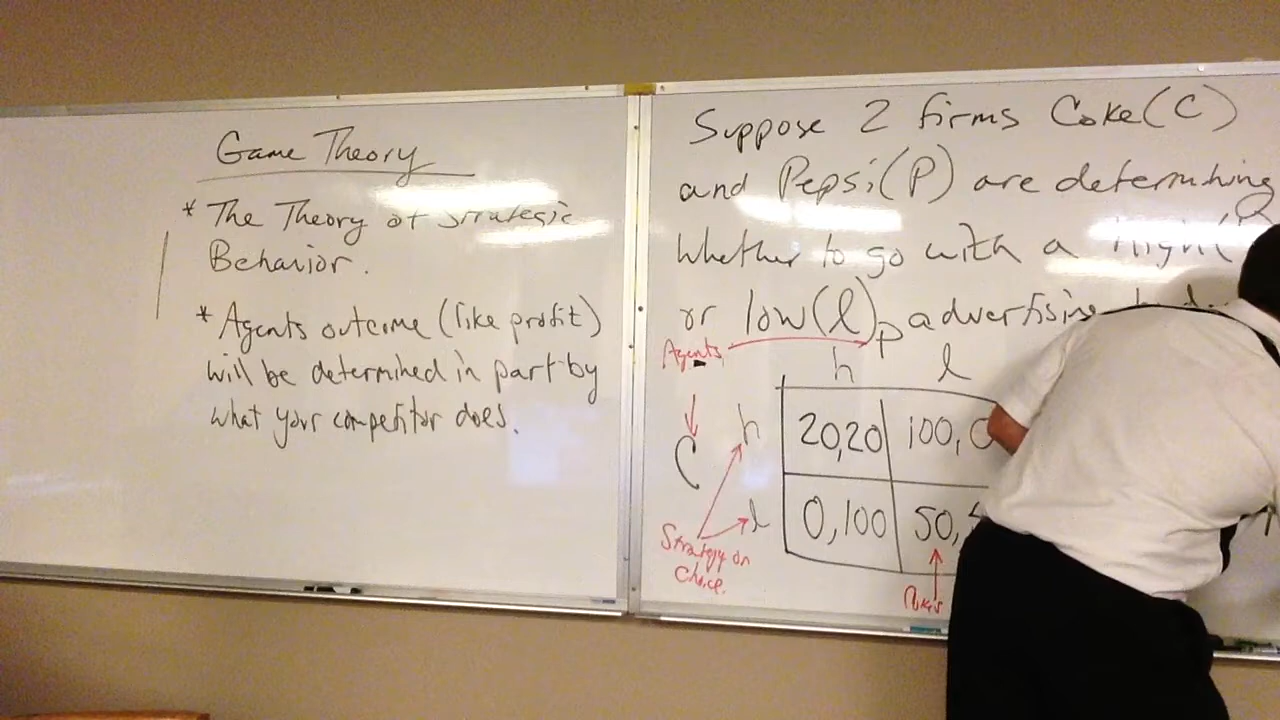 Game Theory
* The Theory of Strategic
Behavior.
* Agents outcome (like profit)
will be determined in part by
what your competitor does.
Suppose 2 firms Coke (C)
and Pepsi (P) are determining
whether to go with a High(
or low(l) advertising
Agents
P
h l
C
h 20,20 100,0
l 0,100 50,
Strategy or
Choice.